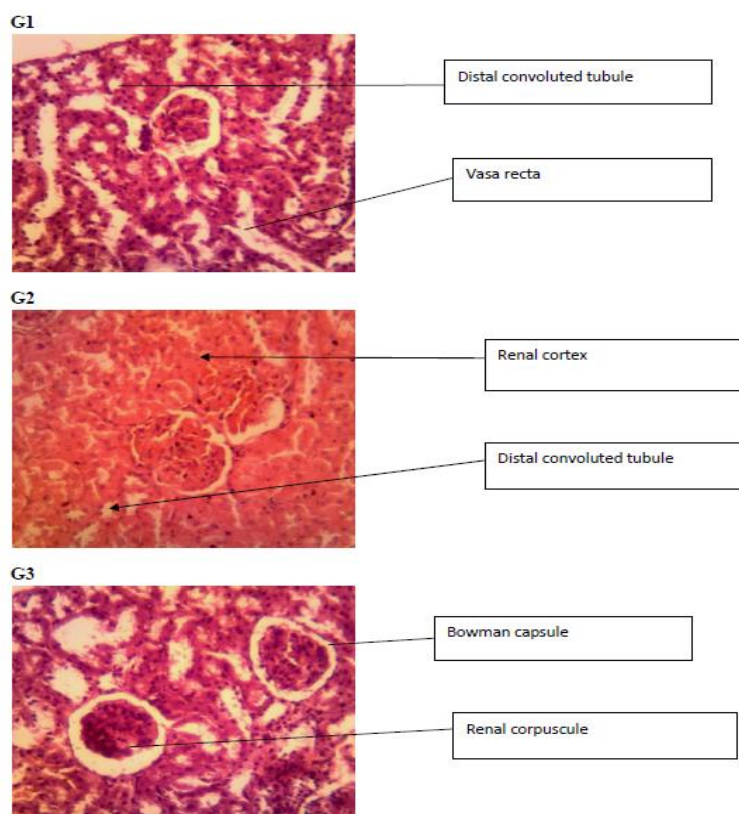 G1
Distal convoluted tubule
Vasa recta
G2
Renal cortex
Distal convoluted tubule
G3
Bowman capsule
Renal corpuscule